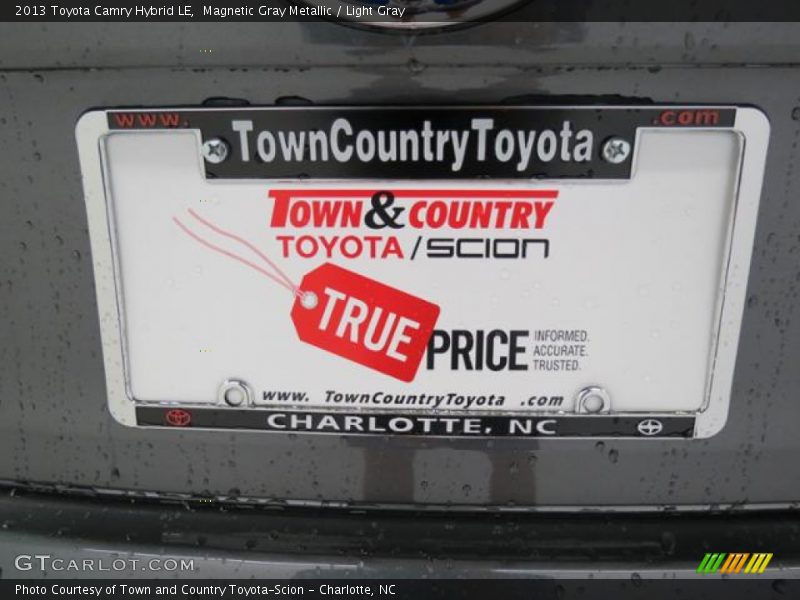 2013 Toyota Camry Hybrid LE,  Magnetic Gray Metallic / Light Gray
www. TownCountryToyota .com
TOWN & COUNTRY
TOYOTA / SCION
TRUE PRICE
INFORMED.
ACCURATE.
TRUSTED.
www. TownCountryToyota .com
CHARLOTTE, NC
GTCARLOT.COM
Photo Courtesy of Town and Country Toyota-Scion - Charlotte, NC